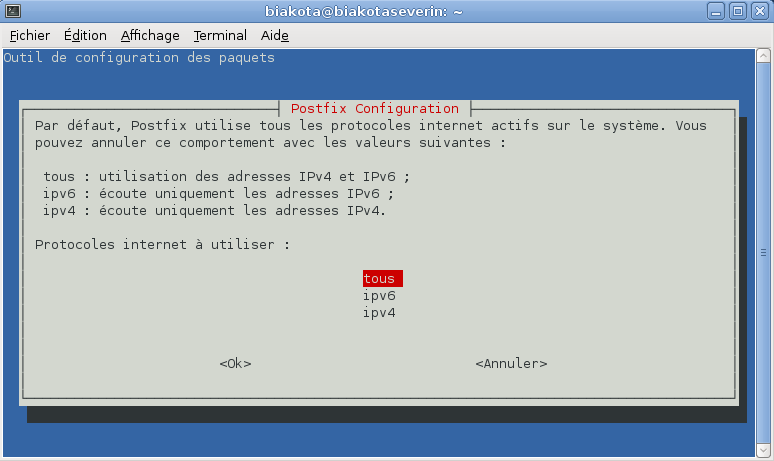 biakota@biakotaseverin: ~
Fichier Édition Affichage Terminal Aide
Outil de configuration des paquets
Postfix Configuration
Par défaut, Postfix utilise tous les protocoles internet actifs sur le système. Vous
pouvez annuler ce comportement avec les valeurs suivantes :
tous : utilisation des adresses IPv4 et IPv6 ;
ipv6 : écoute uniquement les adresses IPv6 ;
ipv4 : écoute uniquement les adresses IPv4.
Protocoles internet à utiliser :
tous
ipv6
ipv4
<Ok> <Annuler>